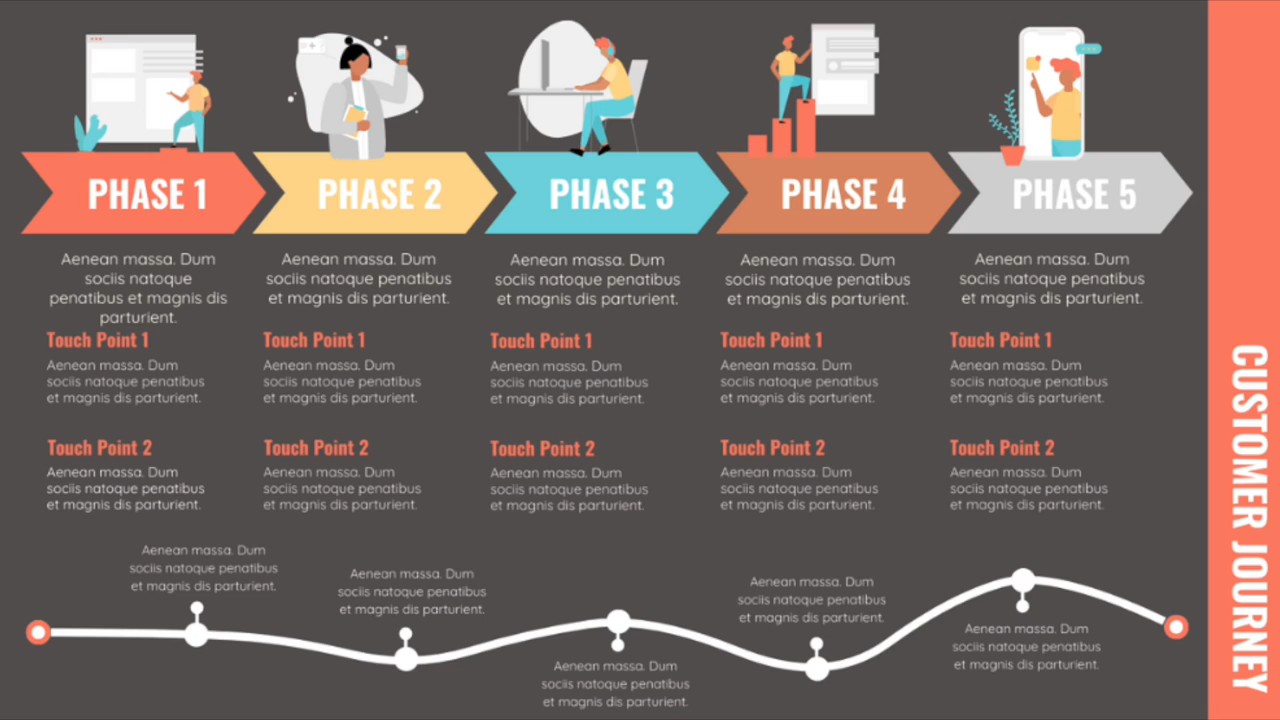 PHASE 1
PHASE 2
PHASE 3
PHASE 4
PHASE 5
Aenean massa. Dum
sociis natoque
penatibus et magnis dis
parturient.
Aenean massa. Dum
sociis natoque penatibus
et magnis dis parturient.
Aenean massa. Dum
sociis natoque penatibus
et magnis dis parturient.
Aenean massa. Dum
sociis natoque penatibus
et magnis dis parturient.
Aenean massa. Dum
sociis natoque penatibus
et magnis dis parturient.
Touch Point 1
Aenean massa. Dum
sociis natoque penatibus
et magnis dis parturient.
Touch Point 1
Aenean massa. Dum
sociis natoque penatibus
et magnis dis parturient.
Touch Point 1
Aenean massa. Dum
sociis natoque penatibus
et magnis dis parturient.
Touch Point 1
Aenean massa. Dum
sociis natoque penatibus
et magnis dis parturient.
Touch Point 1
Aenean massa. Dum
sociis natoque penatibus
et magnis dis parturient.
Touch Point 2
Aenean massa. Dum
sociis natoque penatibus
et magnis dis parturient.
Touch Point 2
Aenean massa. Dum
sociis natoque penatibus
et magnis dis parturient.
Touch Point 2
Aenean massa. Dum
sociis natoque penatibus
et magnis dis parturient.
Touch Point 2
Aenean massa. Dum
sociis natoque penatibus
et magnis dis parturient.
Touch Point 2
Aenean massa. Dum
sociis natoque penatibus
et magnis dis parturient.
Aenean massa. Dum
sociis natoque penatibus
et magnis dis parturient.
Aenean massa. Dum
sociis natoque penatibus
et magnis dis parturient.
Aenean massa. Dum
sociis natoque penatibus
et magnis dis parturient.
Aenean massa. Dum
sociis natoque penatibus
et magnis dis parturient.
Aenean massa. Dum
sociis natoque penatibus
et magnis dis parturient.
CUSTOMER JOURNEY